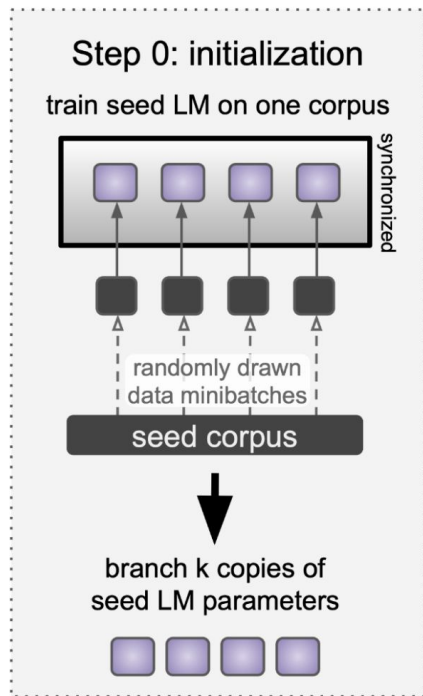 Step 0: initialization
train seed LM on one corpus
synchronized
randomly drawn
data minibatches
seed corpus
branch k copies of
seed LM parameters